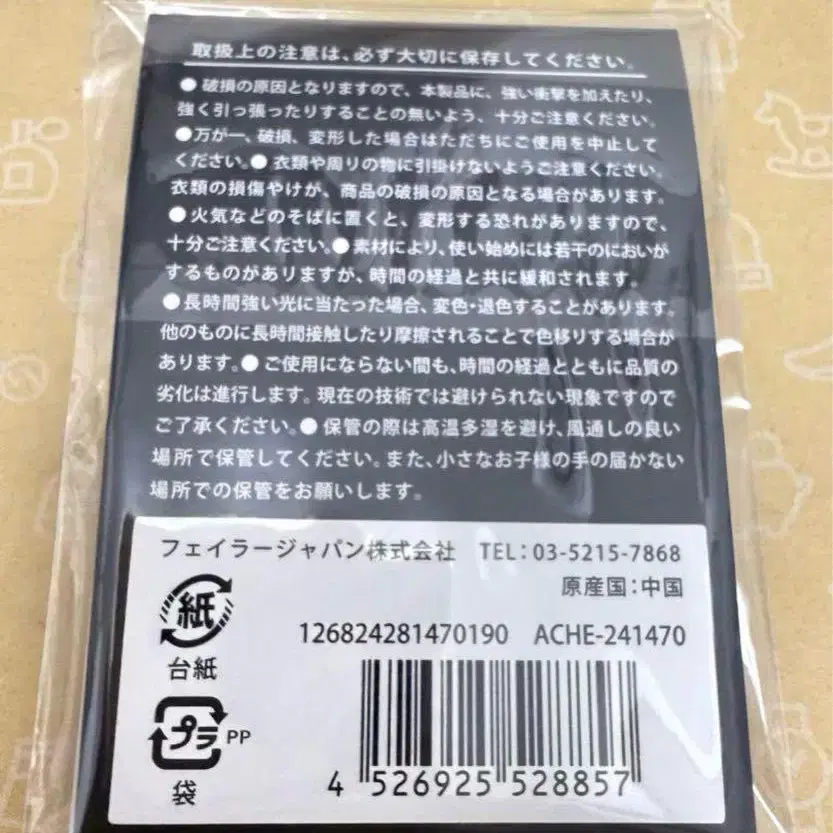 取扱上の注意は、必ず大切に保存してください。
●破損の原因となりますので、本製品に、強い衝撃を加えたり、
強く引っ張ったりすることの無いよう、十分ご注意ください。
●万が一、破損、変形した場合はただちにご使用を中止して
ください。●衣類や周りの物に引掛けないようご注意ください。
衣類の損傷やけが、商品の破損の原因となる場合があります。
●火気などのそばに置くと、変形する恐れがありますので、
十分ご注意ください。●素材により、使い始めには若干のにおいが
するものがありますが、時間の経過と共に緩和されます。
●長時間強い光に当たった場合、変色・退色することがあります。
他のものに長時間接触したり摩擦されることで色移りする場合が
あります。●ご使用にならない間も、時間の経過とともに品質の
劣化は進行します。現在の技術では避けられない現象ですので
ご了承ください。●保管の際は高温多湿を避け、風通しの良い
場所で保管してください。また、小さなお子様の手の届かない
場所での保管をお願いします。
フェイラージャパン株式会社 TEL：03-5215-7868
原産国：中国
紙
台紙
126824281470190 ACHE-241470
プラ PP
袋
4 526925 528857